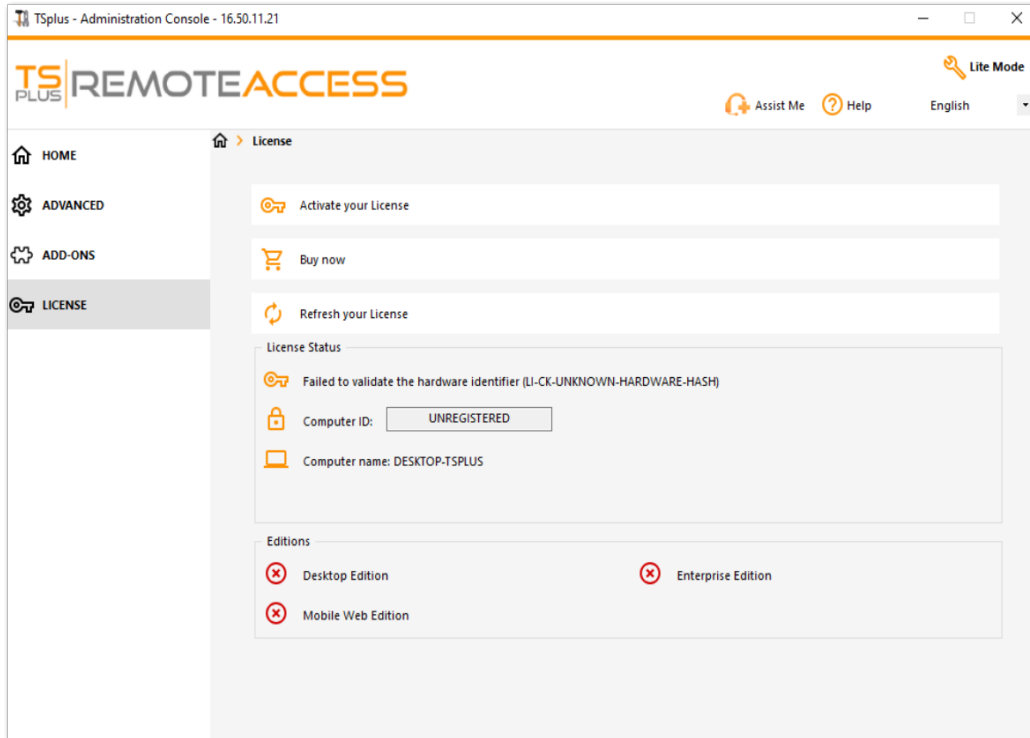 TSplus - Administration Console - 16.50.11.21
TS PLUS REMOTEACCESS
Lite Mode
Assist Me
Help
English
HOME
ADVANCED
ADD-ONS
LICENSE
License
Activate your License
Buy now
Refresh your License
License Status
Failed to validate the hardware identifier (LI-CK-UNKNOWN-HARDWARE-HASH)
Computer ID: UNREGISTERED
Computer name: DESKTOP-TSPLUS
Editions
Desktop Edition
Enterprise Edition
Mobile Web Edition